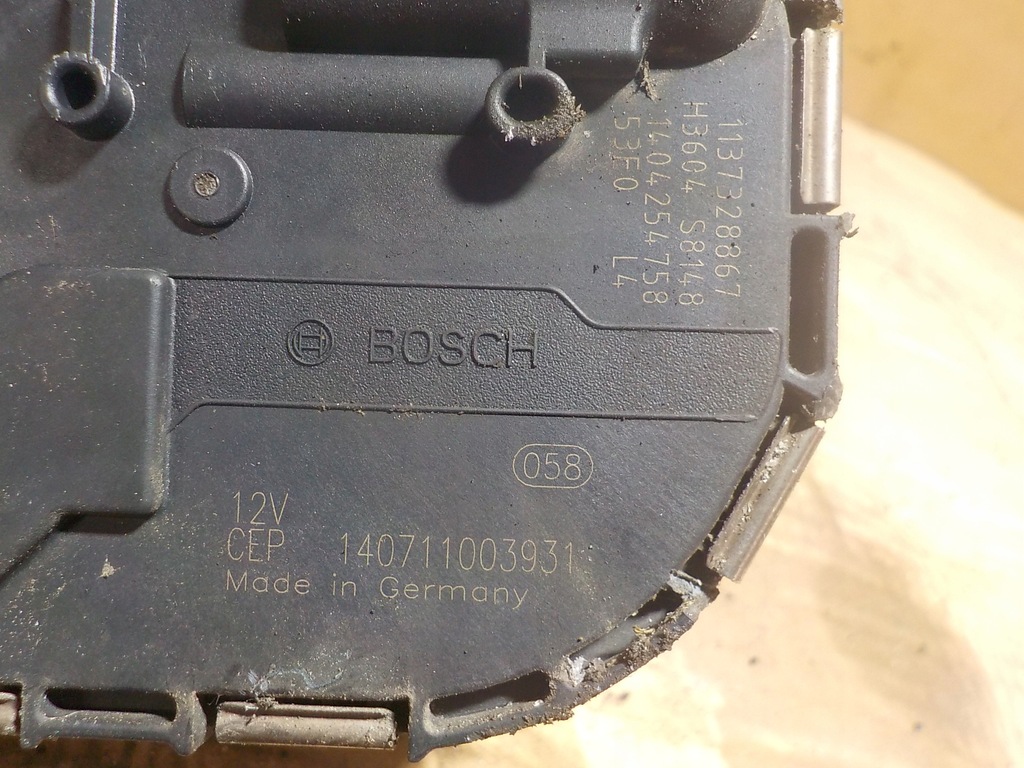 1137328867
H3604 S8148
1404254758
53F0 L4
BOSCH
058
12V
CEP 140711003931
Made in Germany